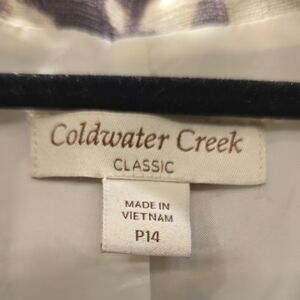 Coldwater Creek
CLASSIC
MADE IN
VIETNAM
P14